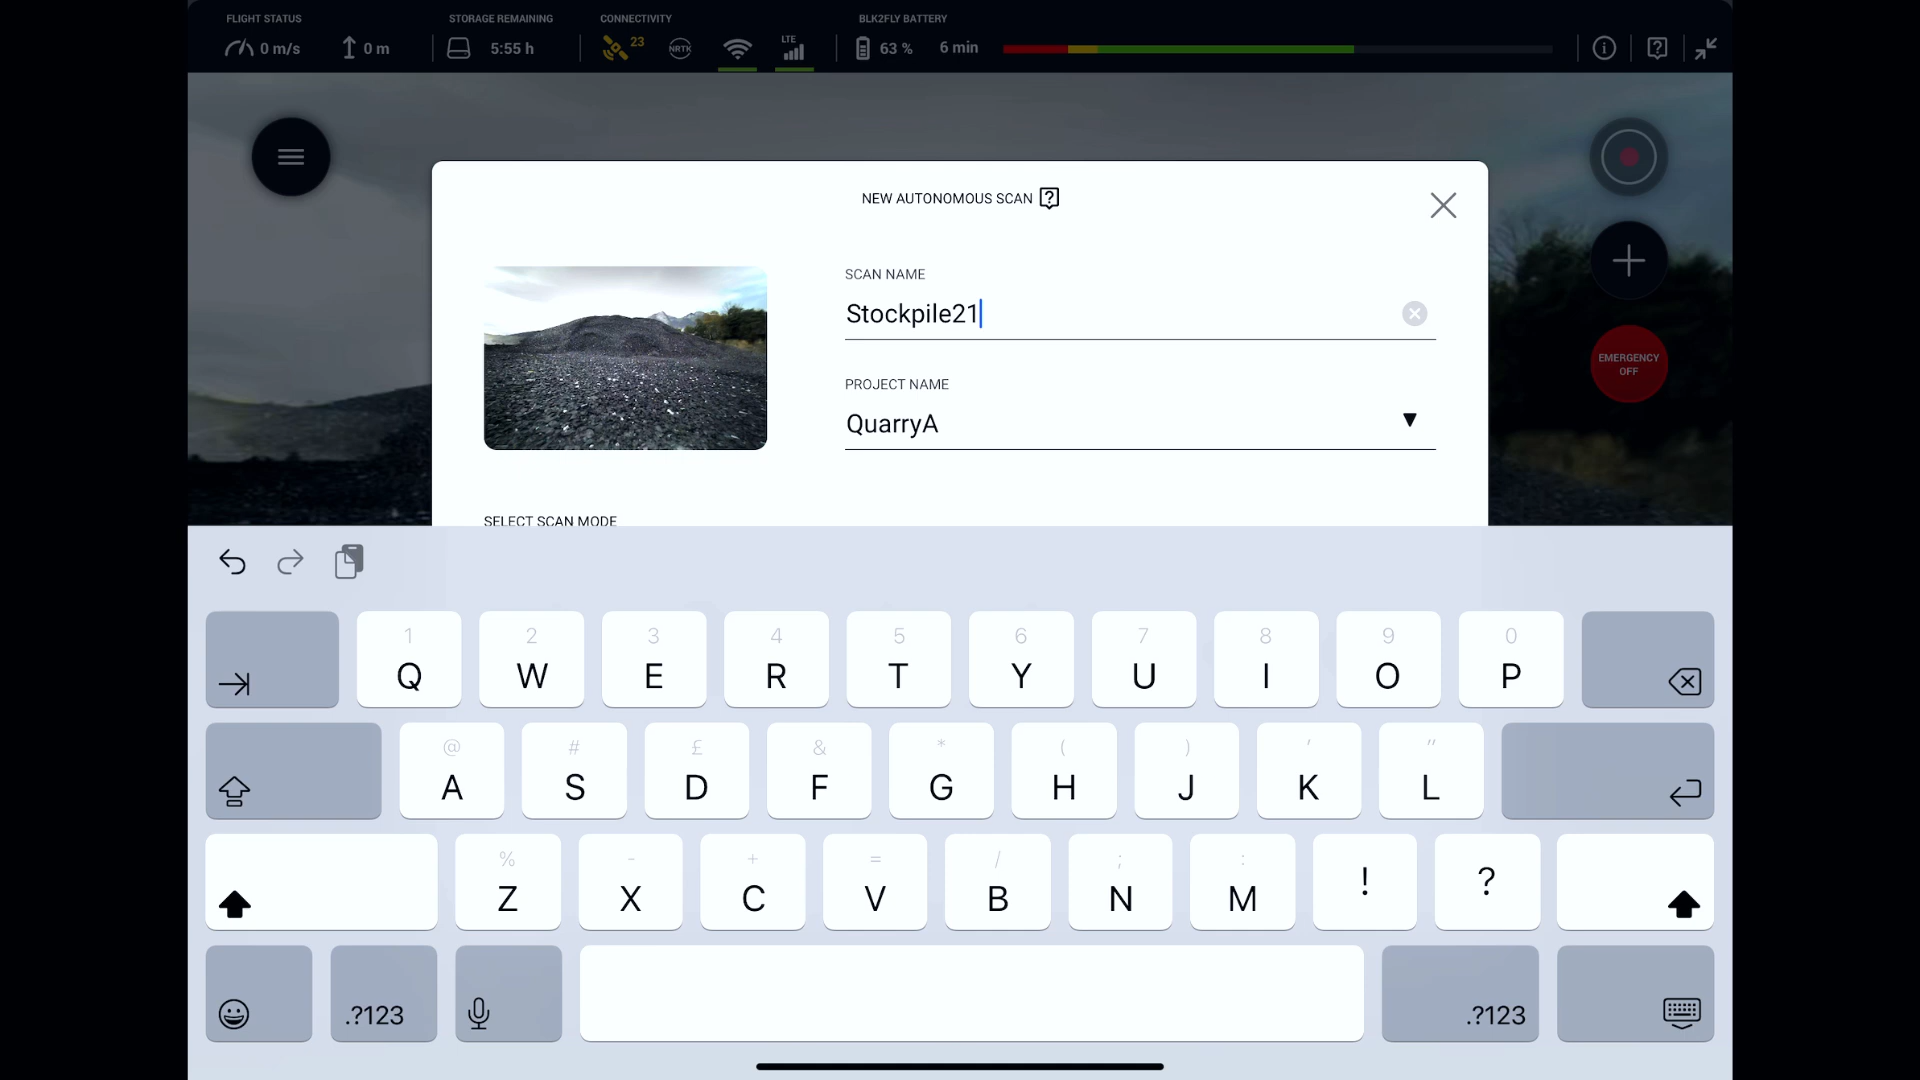 FLIGHT STATUS
0 m/s
0 m
STORAGE REMAINING
5:55 h
CONNECTIVITY
23
NRTK
LTE
BLK2FLY BATTERY
63 %
6 min
NEW AUTONOMOUS SCAN
SCAN NAME
Stockpile21
PROJECT NAME
QuarryA
EMERGENCY
OFF
SELECT SCAN MODE
1 2 3 4 5 6 7 8 9 0
Q W E R T Y U I O P
@ # £ & * ( ) ' "
A S D F G H J K L
% - + = / ; :
Z X C V B N M ! ?
.?123
.?123